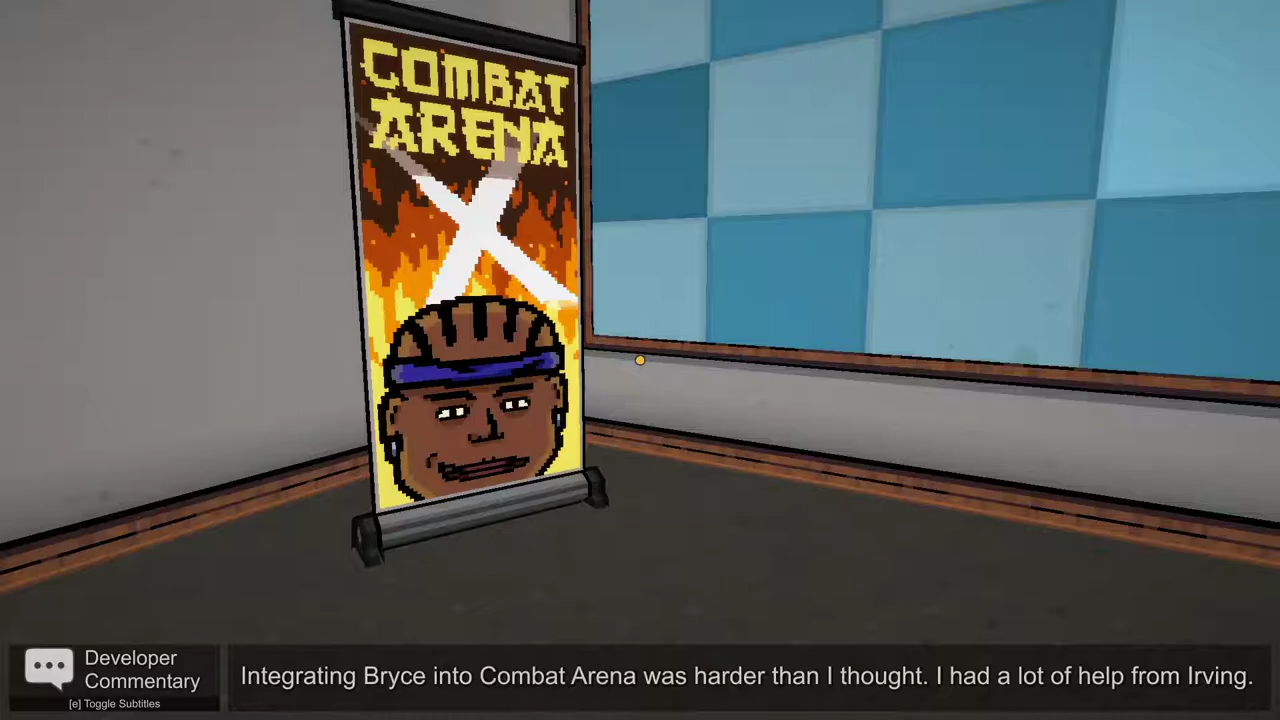 COMBAT
ARENA
Developer
Commentary
[e] Toggle Subtitles
Integrating Bryce into Combat Arena was harder than I thought. I had a lot of help from Irving.